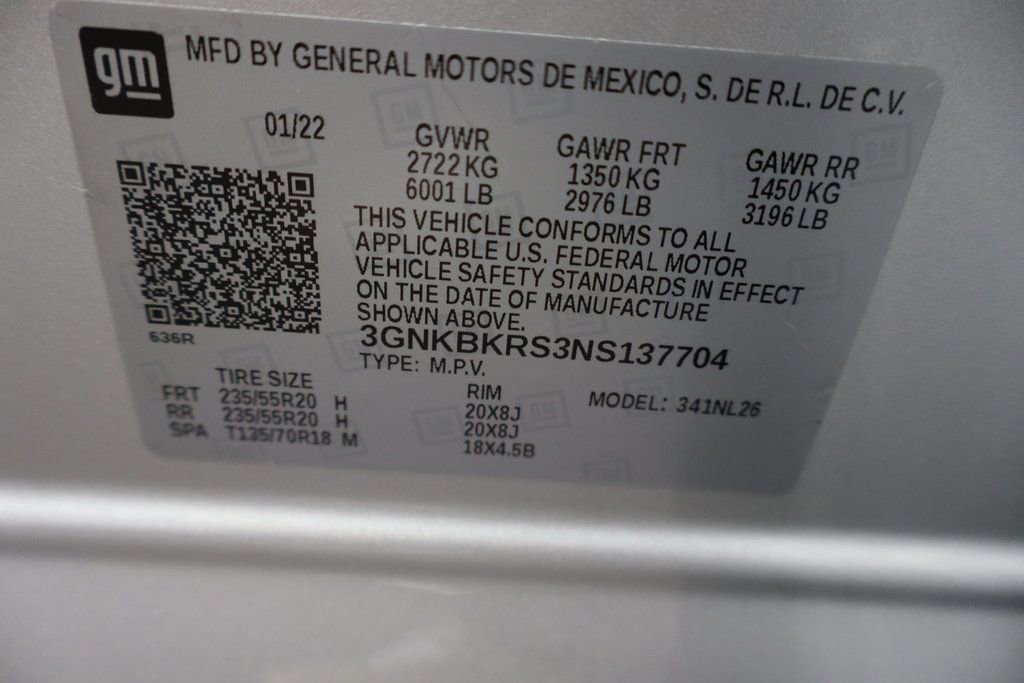 gm
MFD BY GENERAL MOTORS DE MEXICO, S. DE R.L. DE C.V.
01/22
GVWR GAWR FRT GAWR RR
2722 KG 1350 KG 1450 KG
6001 LB 2976 LB 3196 LB
THIS VEHICLE CONFORMS TO ALL
APPLICABLE U.S. FEDERAL MOTOR
VEHICLE SAFETY STANDARDS IN EFFECT
ON THE DATE OF MANUFACTURE
SHOWN ABOVE.
636R
3GNKBKRS3NS137704
TYPE: M.P.V.
TIRE SIZE RIM MODEL: 341NL26
FRT 235/55R20 H 20X8J
RR 235/55R20 H 20X8J
SPA T135/70R18 M 18X4.5B